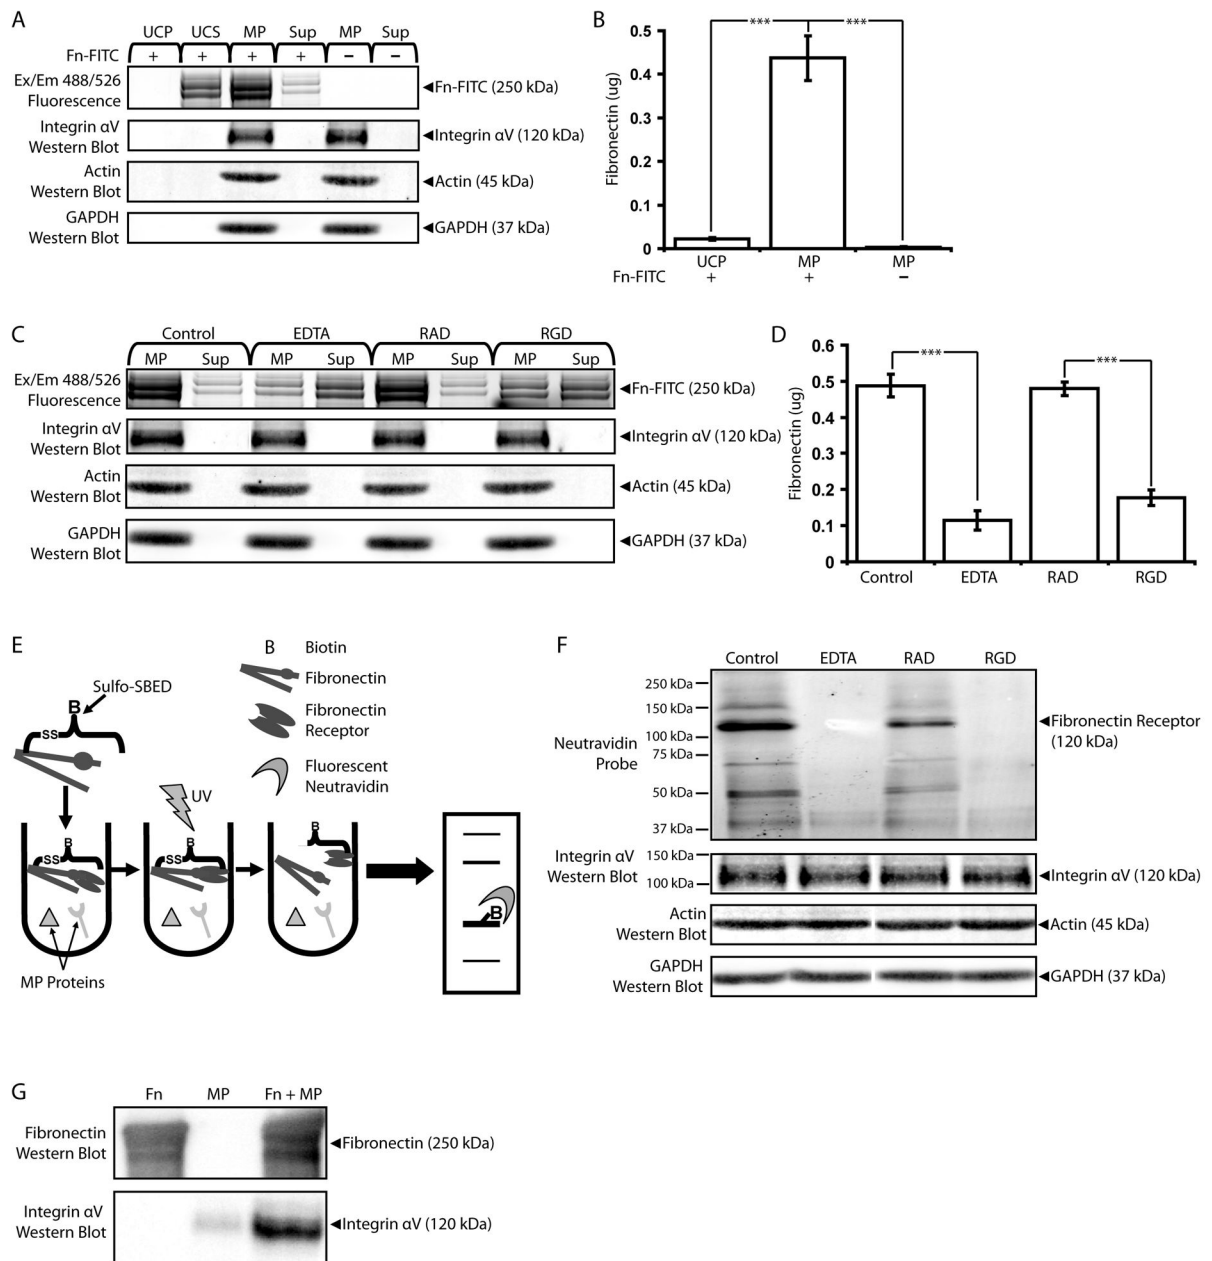 A
UCP UCS MP Sup MP Sup
Fn-FITC + + + + − −
Ex/Em 488/526
Fluorescence
Fn-FITC (250 kDa)
Integrin αV
Western Blot
Integrin αV (120 kDa)
Actin
Western Blot
Actin (45 kDa)
GAPDH
Western Blot
GAPDH (37 kDa)
B
*** ***
Fibronectin (ug)
0.5
0.4
0.3
0.2
0.1
0
UCP MP MP
Fn-FITC + + −
C
Control EDTA RAD RGD
MP Sup MP Sup MP Sup MP Sup
Ex/Em 488/526
Fluorescence
Fn-FITC (250 kDa)
Integrin αV
Western Blot
Integrin αV (120 kDa)
Actin
Western Blot
Actin (45 kDa)
GAPDH
Western Blot
GAPDH (37 kDa)
D
*** ***
Fibronectin (ug)
0.6
0.5
0.4
0.3
0.2
0.1
0
Control EDTA RAD RGD
E
B Biotin
Fibronectin
Fibronectin
Receptor
Fluorescent
Neutravidin
Sulfo-SBED
B
SS
UV
B
SS
B
SS
B
B
MP Proteins
F
Control EDTA RAD RGD
250 kDa
150 kDa
100 kDa
75 kDa
50 kDa
37 kDa
Neutravidin
Probe
Fibronectin Receptor
(120 kDa)
Integrin αV
Western Blot
150 kDa
100 kDa
Integrin αV (120 kDa)
Actin
Western Blot
Actin (45 kDa)
GAPDH
Western Blot
GAPDH (37 kDa)
G
Fn MP Fn + MP
Fibronectin
Western Blot
Fibronectin (250 kDa)
Integrin αV
Western Blot
Integrin αV (120 kDa)